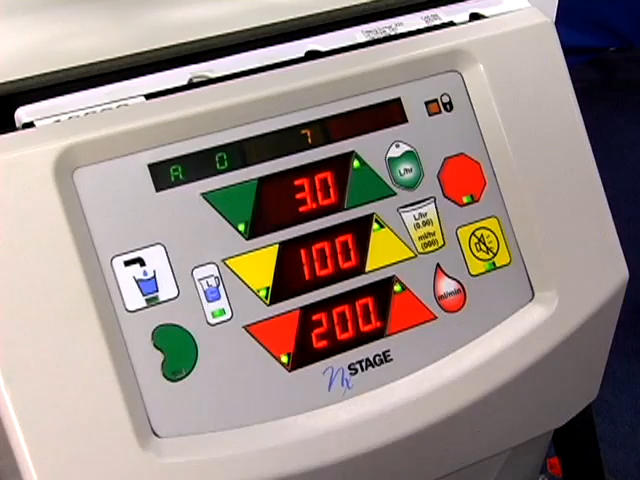 A 0 7
3.0
L/hr
100
L/hr
(0.00)
ml/hr
(000)
L
200.
ml/min
NxSTAGE